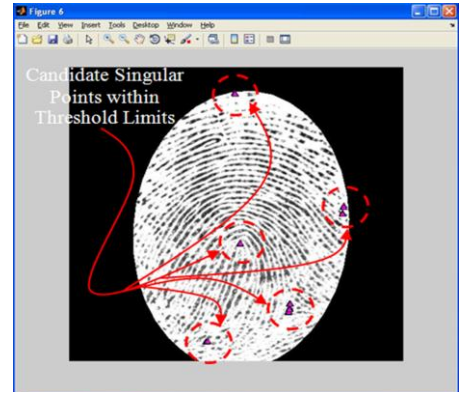 Figure 6
File Edit View Insert Tools Desktop Window Help
Candidate Singular
Points within
Threshold Limits